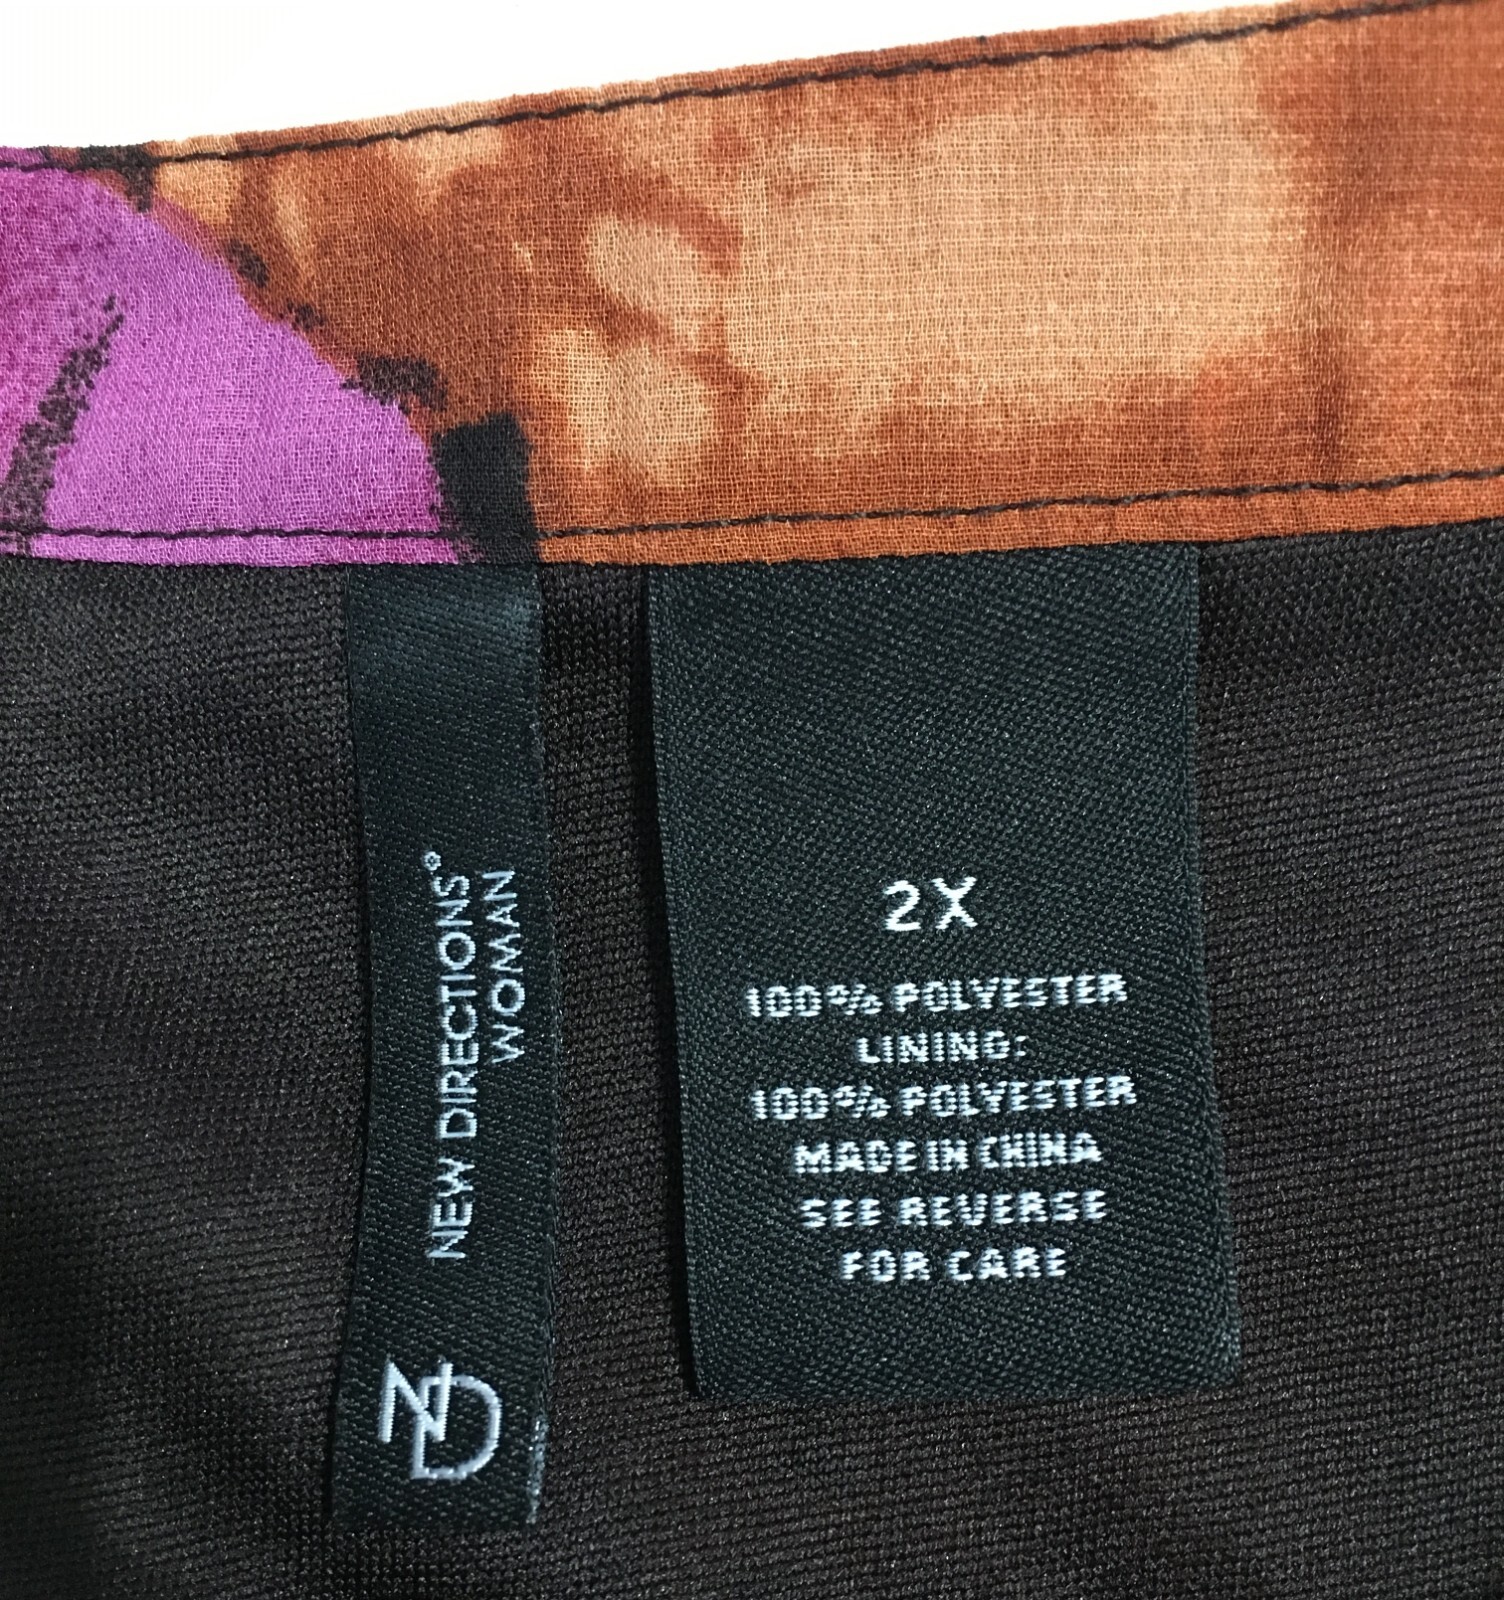 NEW DIRECTIONS®
WOMAN
ND
2X
100% POLYESTER
LINING:
100% POLYESTER
MADE IN CHINA
SEE REVERSE
FOR CARE